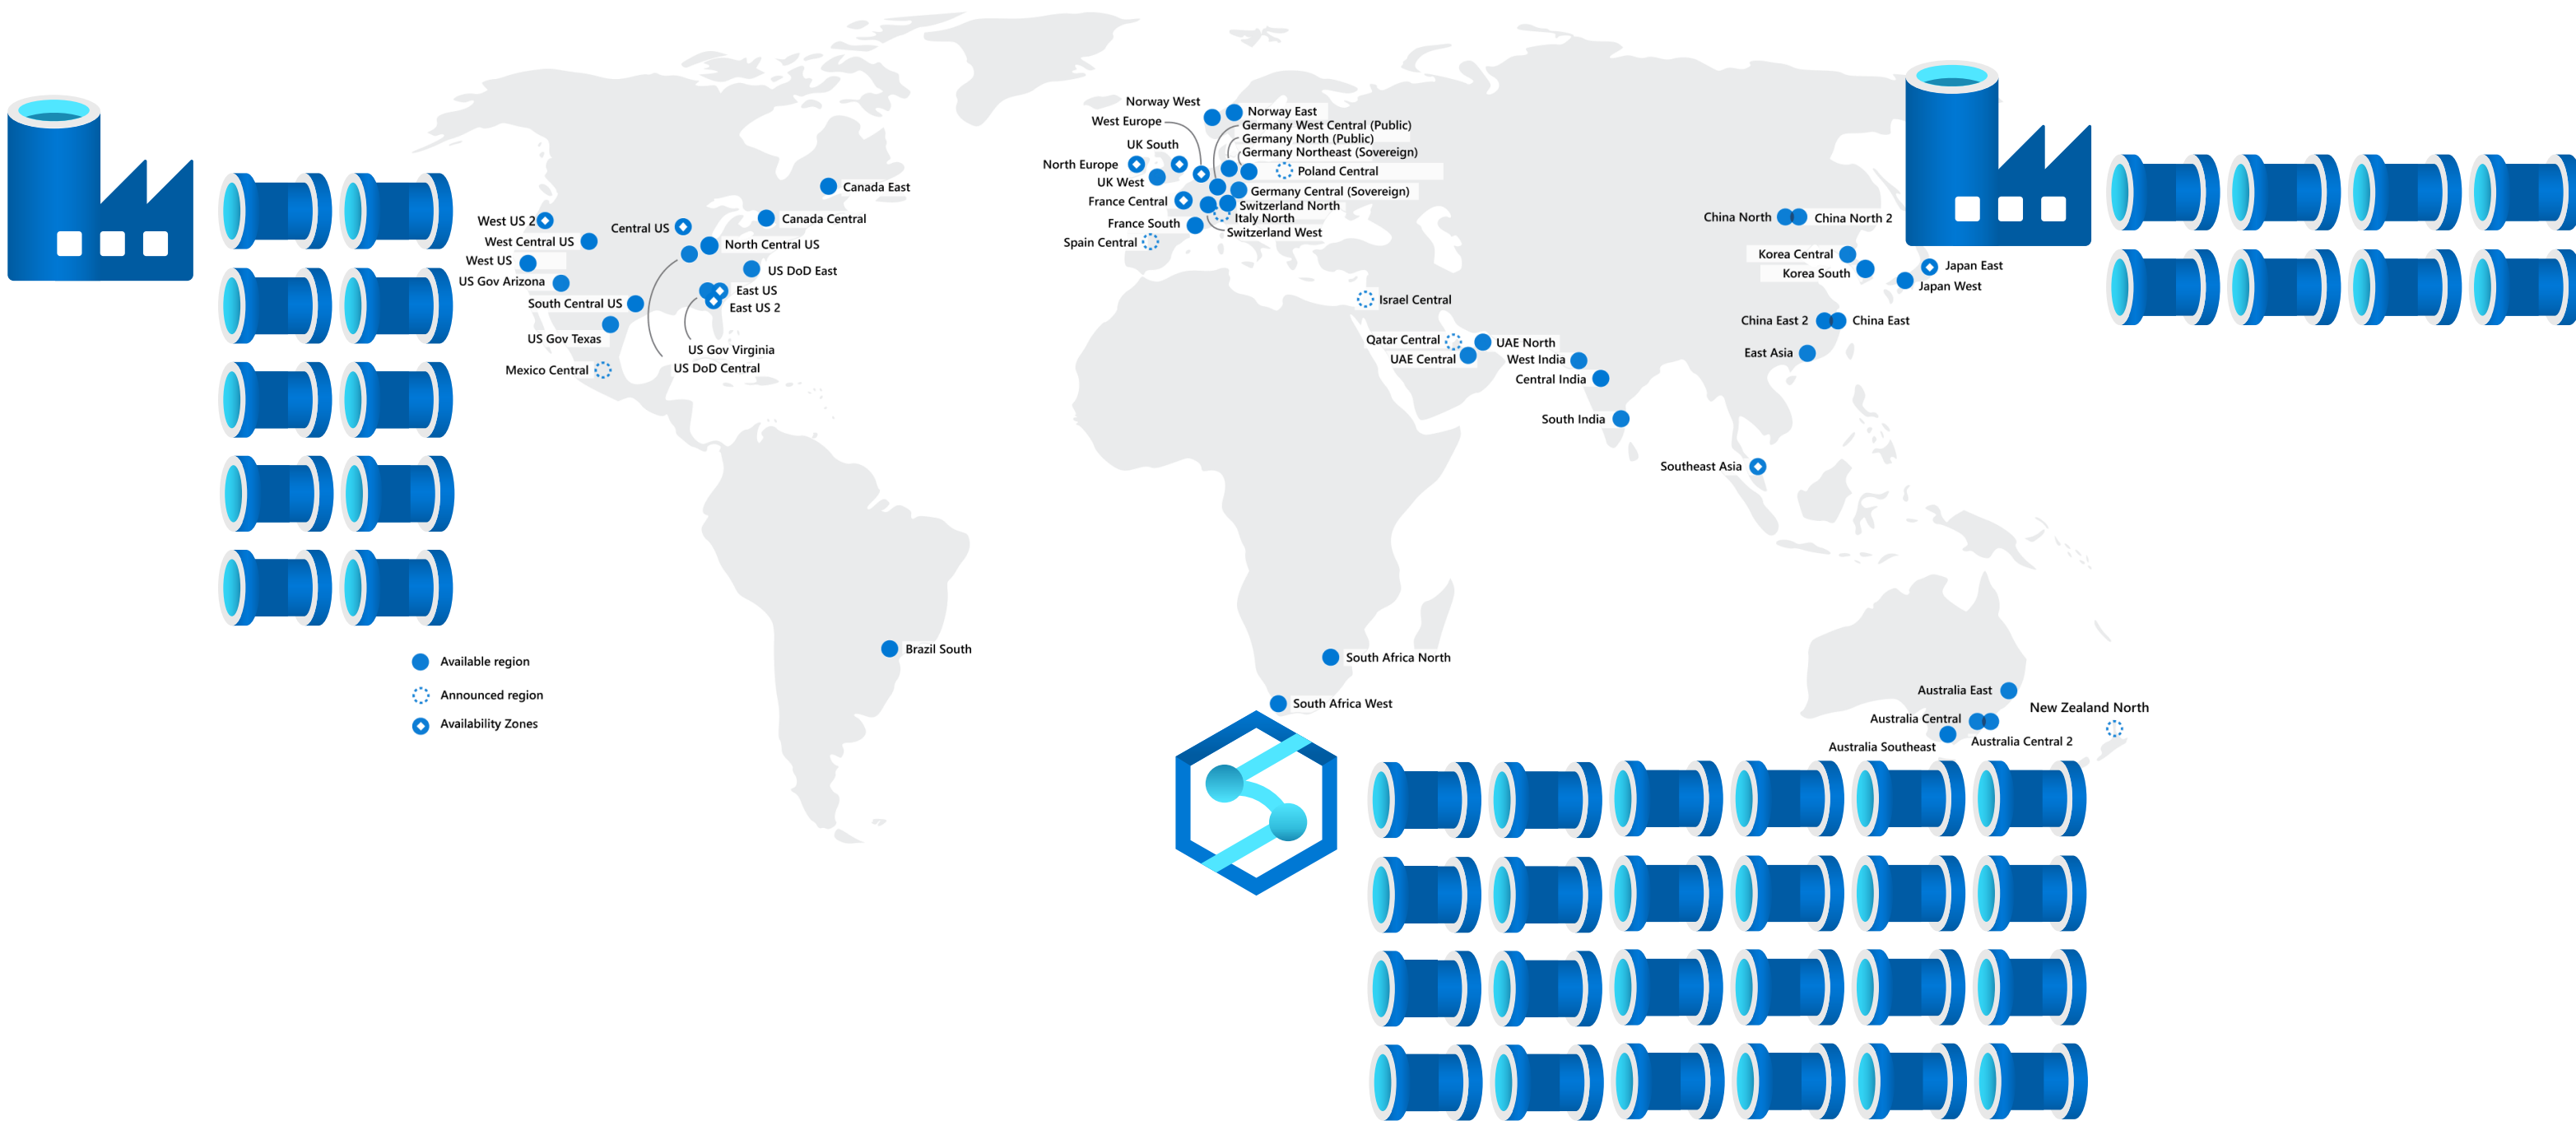 Norway West
Norway East
West Europe
Germany West Central (Public)
Germany North (Public)
UK South
Germany Northeast (Sovereign)
North Europe
Poland Central
UK West
Germany Central (Sovereign)
France Central
Switzerland North
Italy North
France South
Switzerland West
Spain Central
Canada East
West US 2
Canada Central
Central US
West Central US
North Central US
West US
US DoD East
US Gov Arizona
East US
South Central US
East US 2
US Gov Texas
US Gov Virginia
US DoD Central
Mexico Central
China North
China North 2
Korea Central
Korea South
Japan East
Japan West
Israel Central
China East 2
China East
Qatar Central
UAE North
UAE Central
West India
East Asia
Central India
South India
Southeast Asia
Brazil South
South Africa North
South Africa West
Available region
Announced region
Availability Zones
Australia East
New Zealand North
Australia Central
Australia Central 2
Australia Southeast